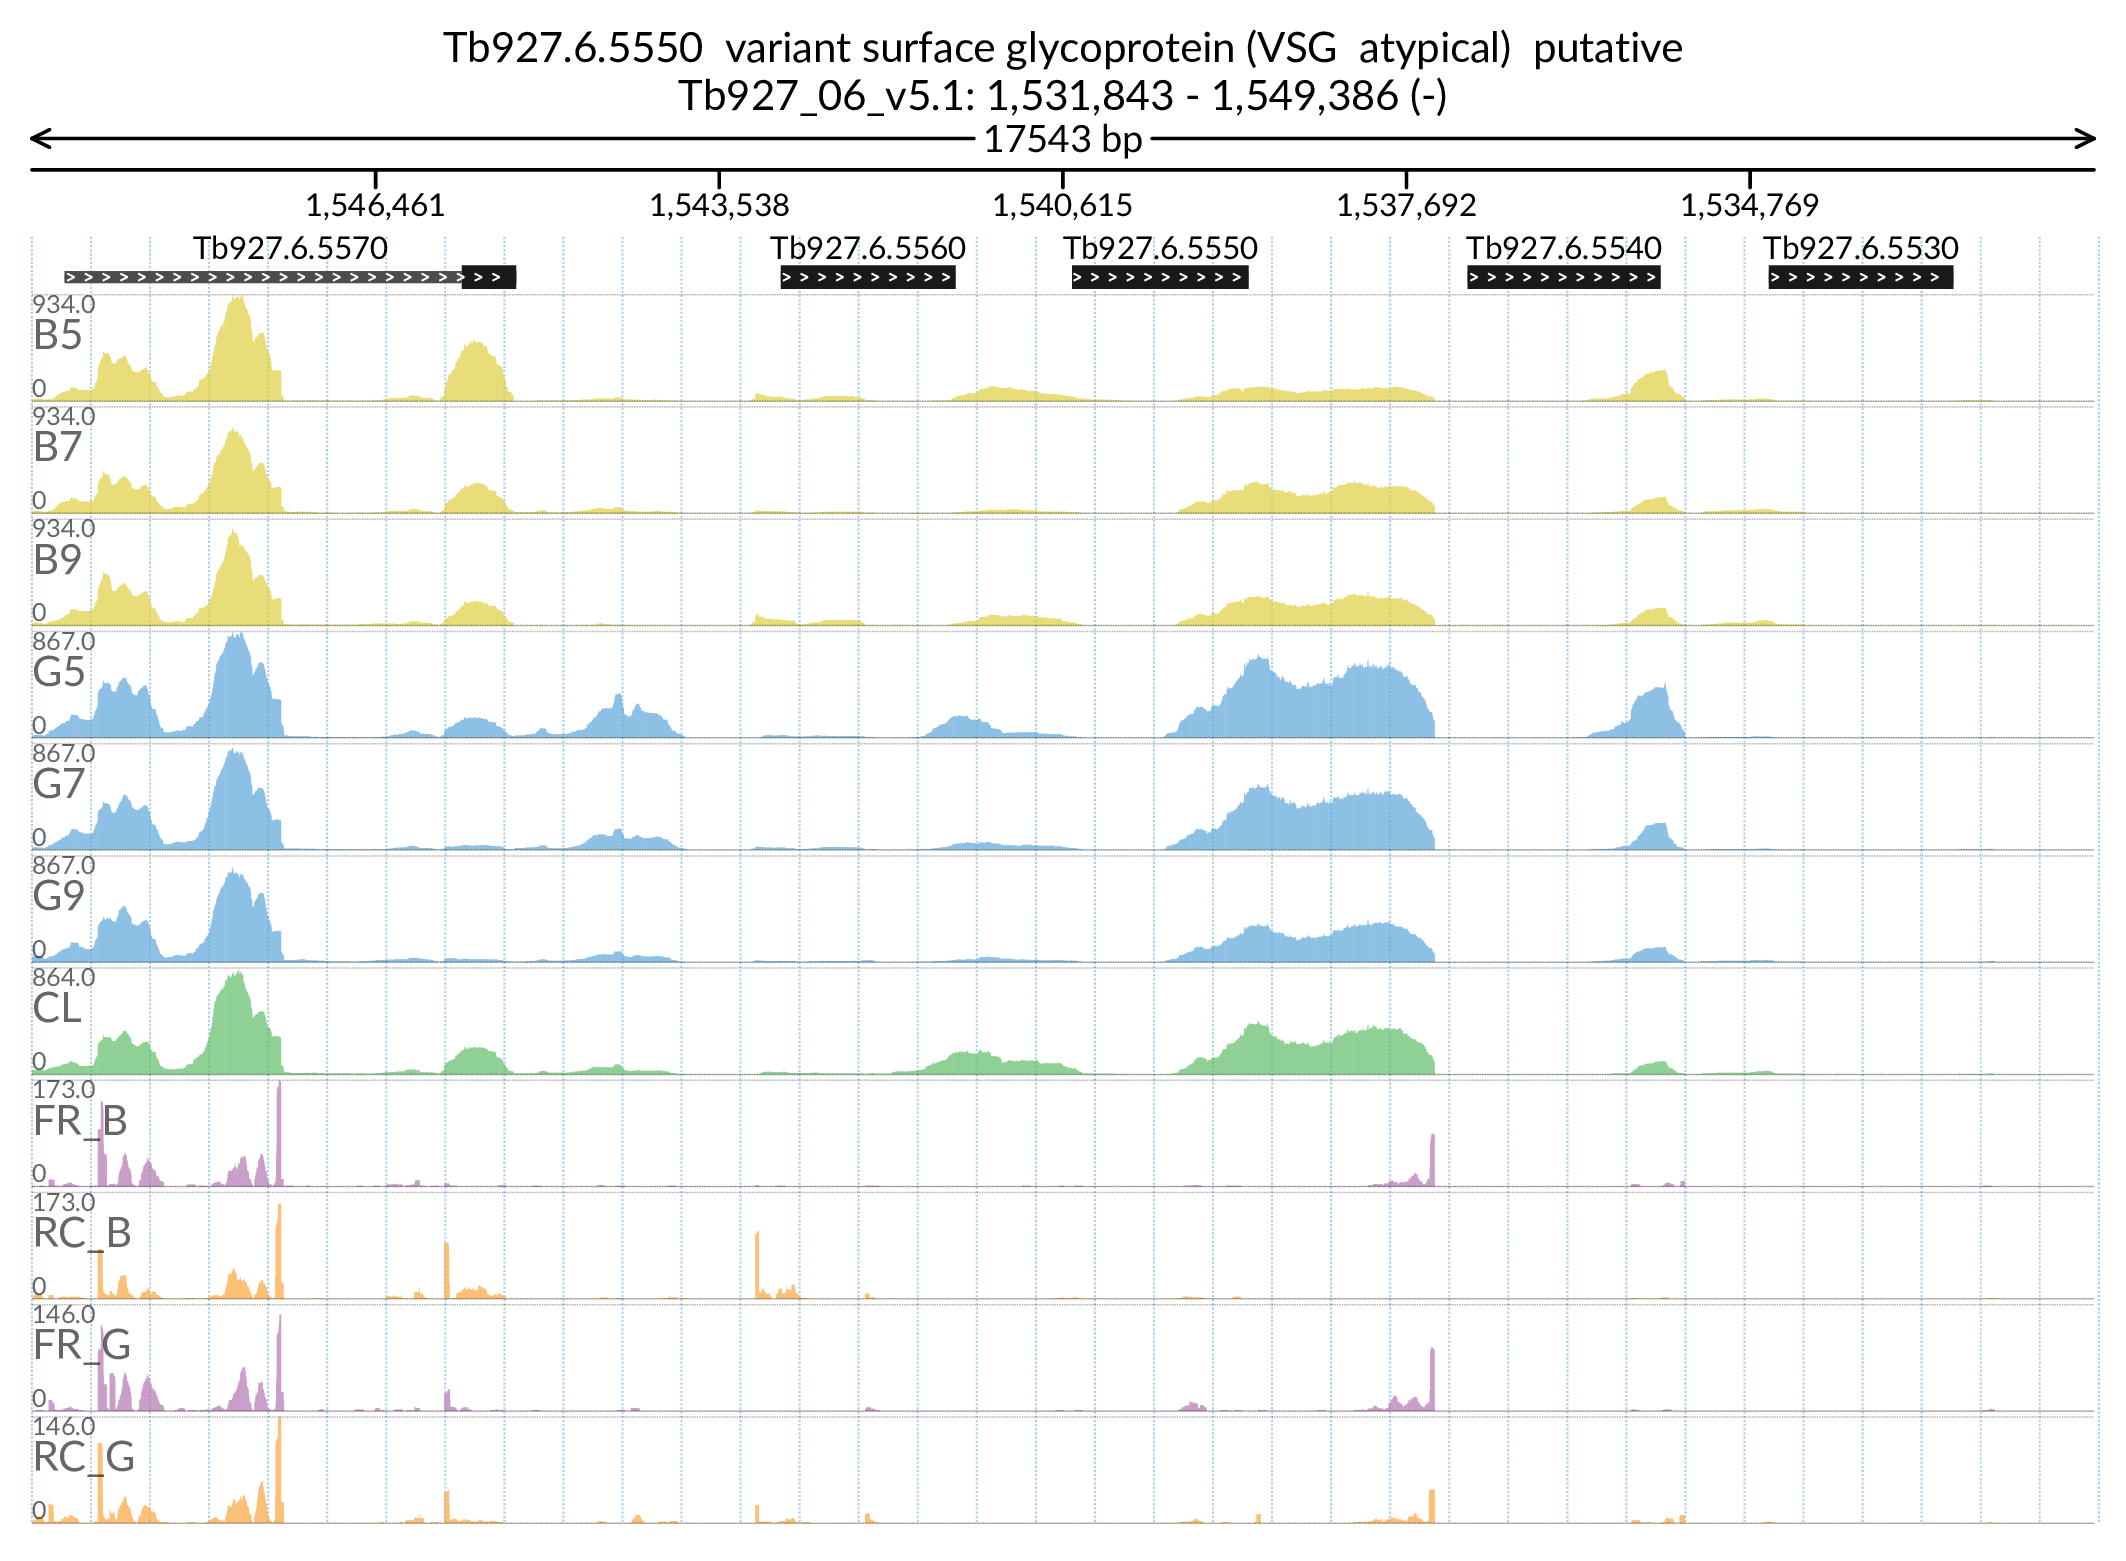 Tb927.6.5550  variant surface glycoprotein (VSG  atypical)  putative
Tb927_06_v5.1: 1,531,843 - 1,549,386 (-)
17543 bp
1,546,461 1,543,538 1,540,615 1,537,692 1,534,769
Tb927.6.5570 Tb927.6.5560 Tb927.6.5550 Tb927.6.5540 Tb927.6.5530
934.0
B5
0
934.0
B7
0
934.0
B9
0
867.0
G5
0
867.0
G7
0
867.0
G9
0
864.0
CL
0
173.0
FR_B
0
173.0
RC_B
0
146.0
FR_G
0
146.0
RC_G
0